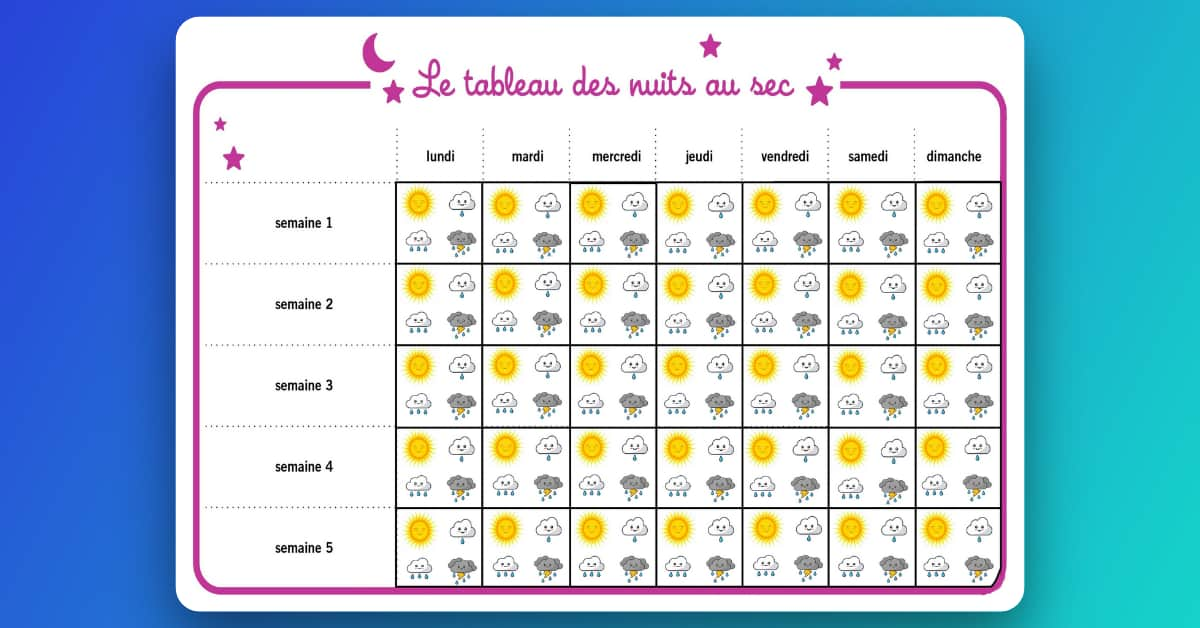 Le tableau des nuits au sec
lundi mardi mercredi jeudi vendredi samedi dimanche
semaine 1
semaine 2
semaine 3
semaine 4
semaine 5